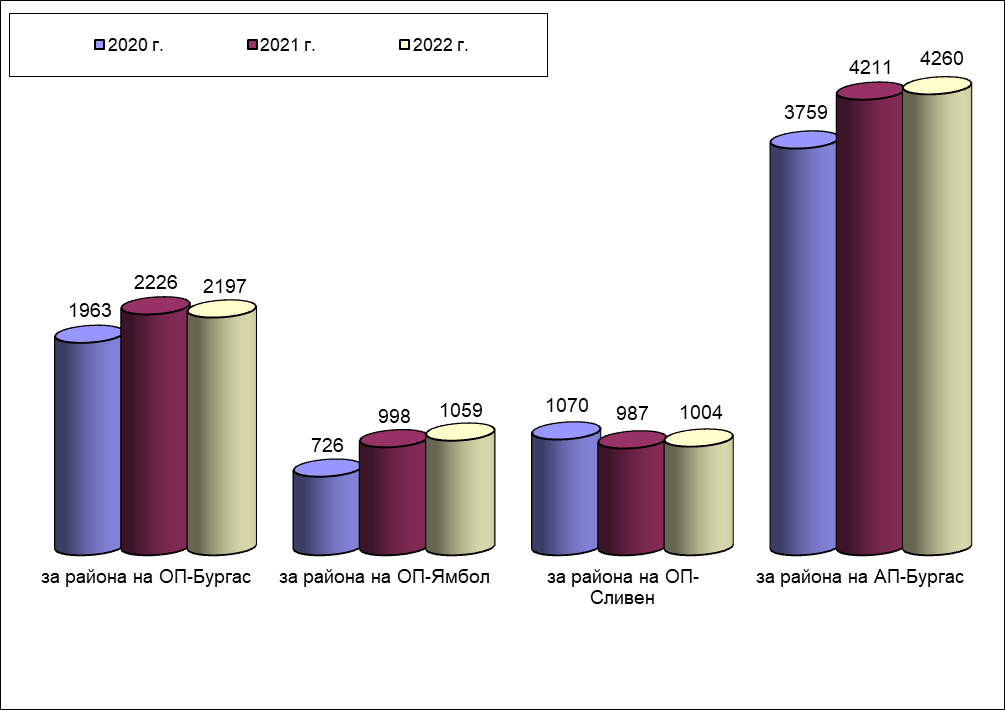 2020 г. 2021 г. 2022 г.
1963 2226 2197
726 998 1059
1070 987 1004
3759 4211 4260
за района на ОП-Бургас
за района на ОП-Ямбол
за района на ОП-
Сливен
за района на АП-Бургас